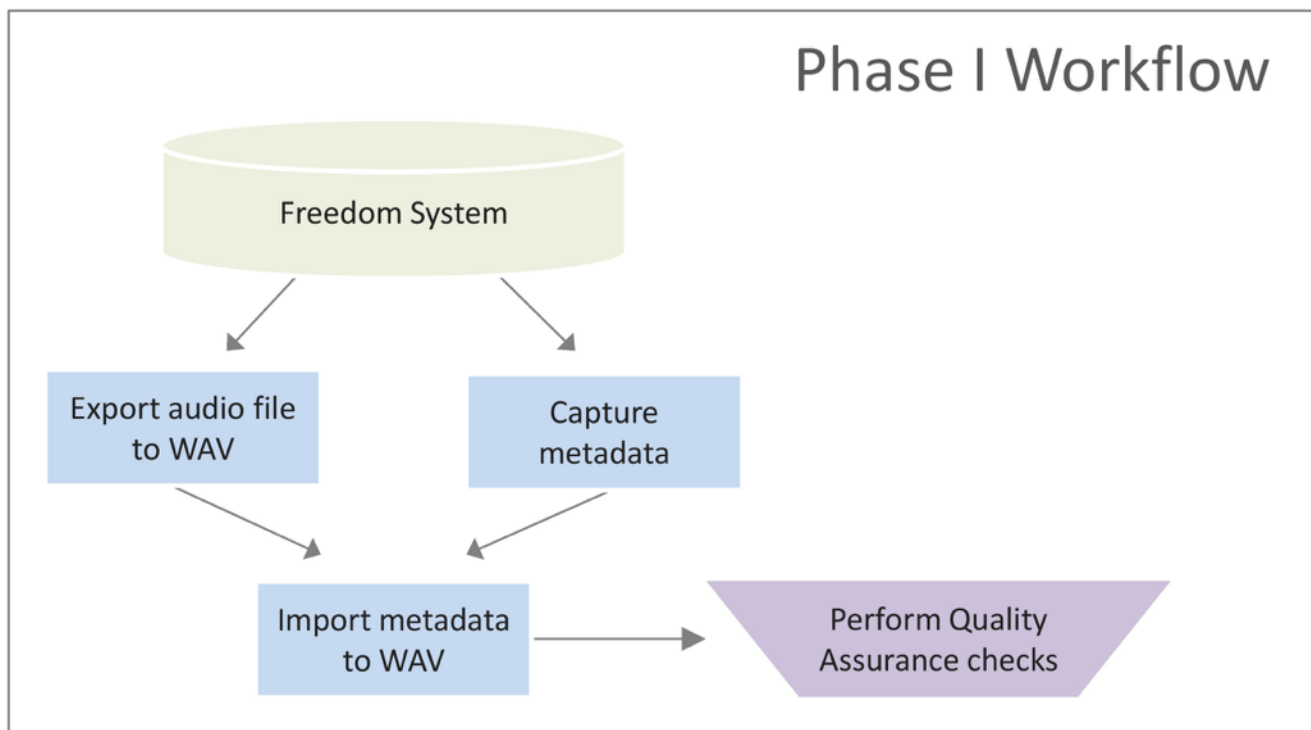 Phase I Workflow
Freedom System
Export audio file
to WAV
Capture
metadata
Import metadata
to WAV
Perform Quality
Assurance checks